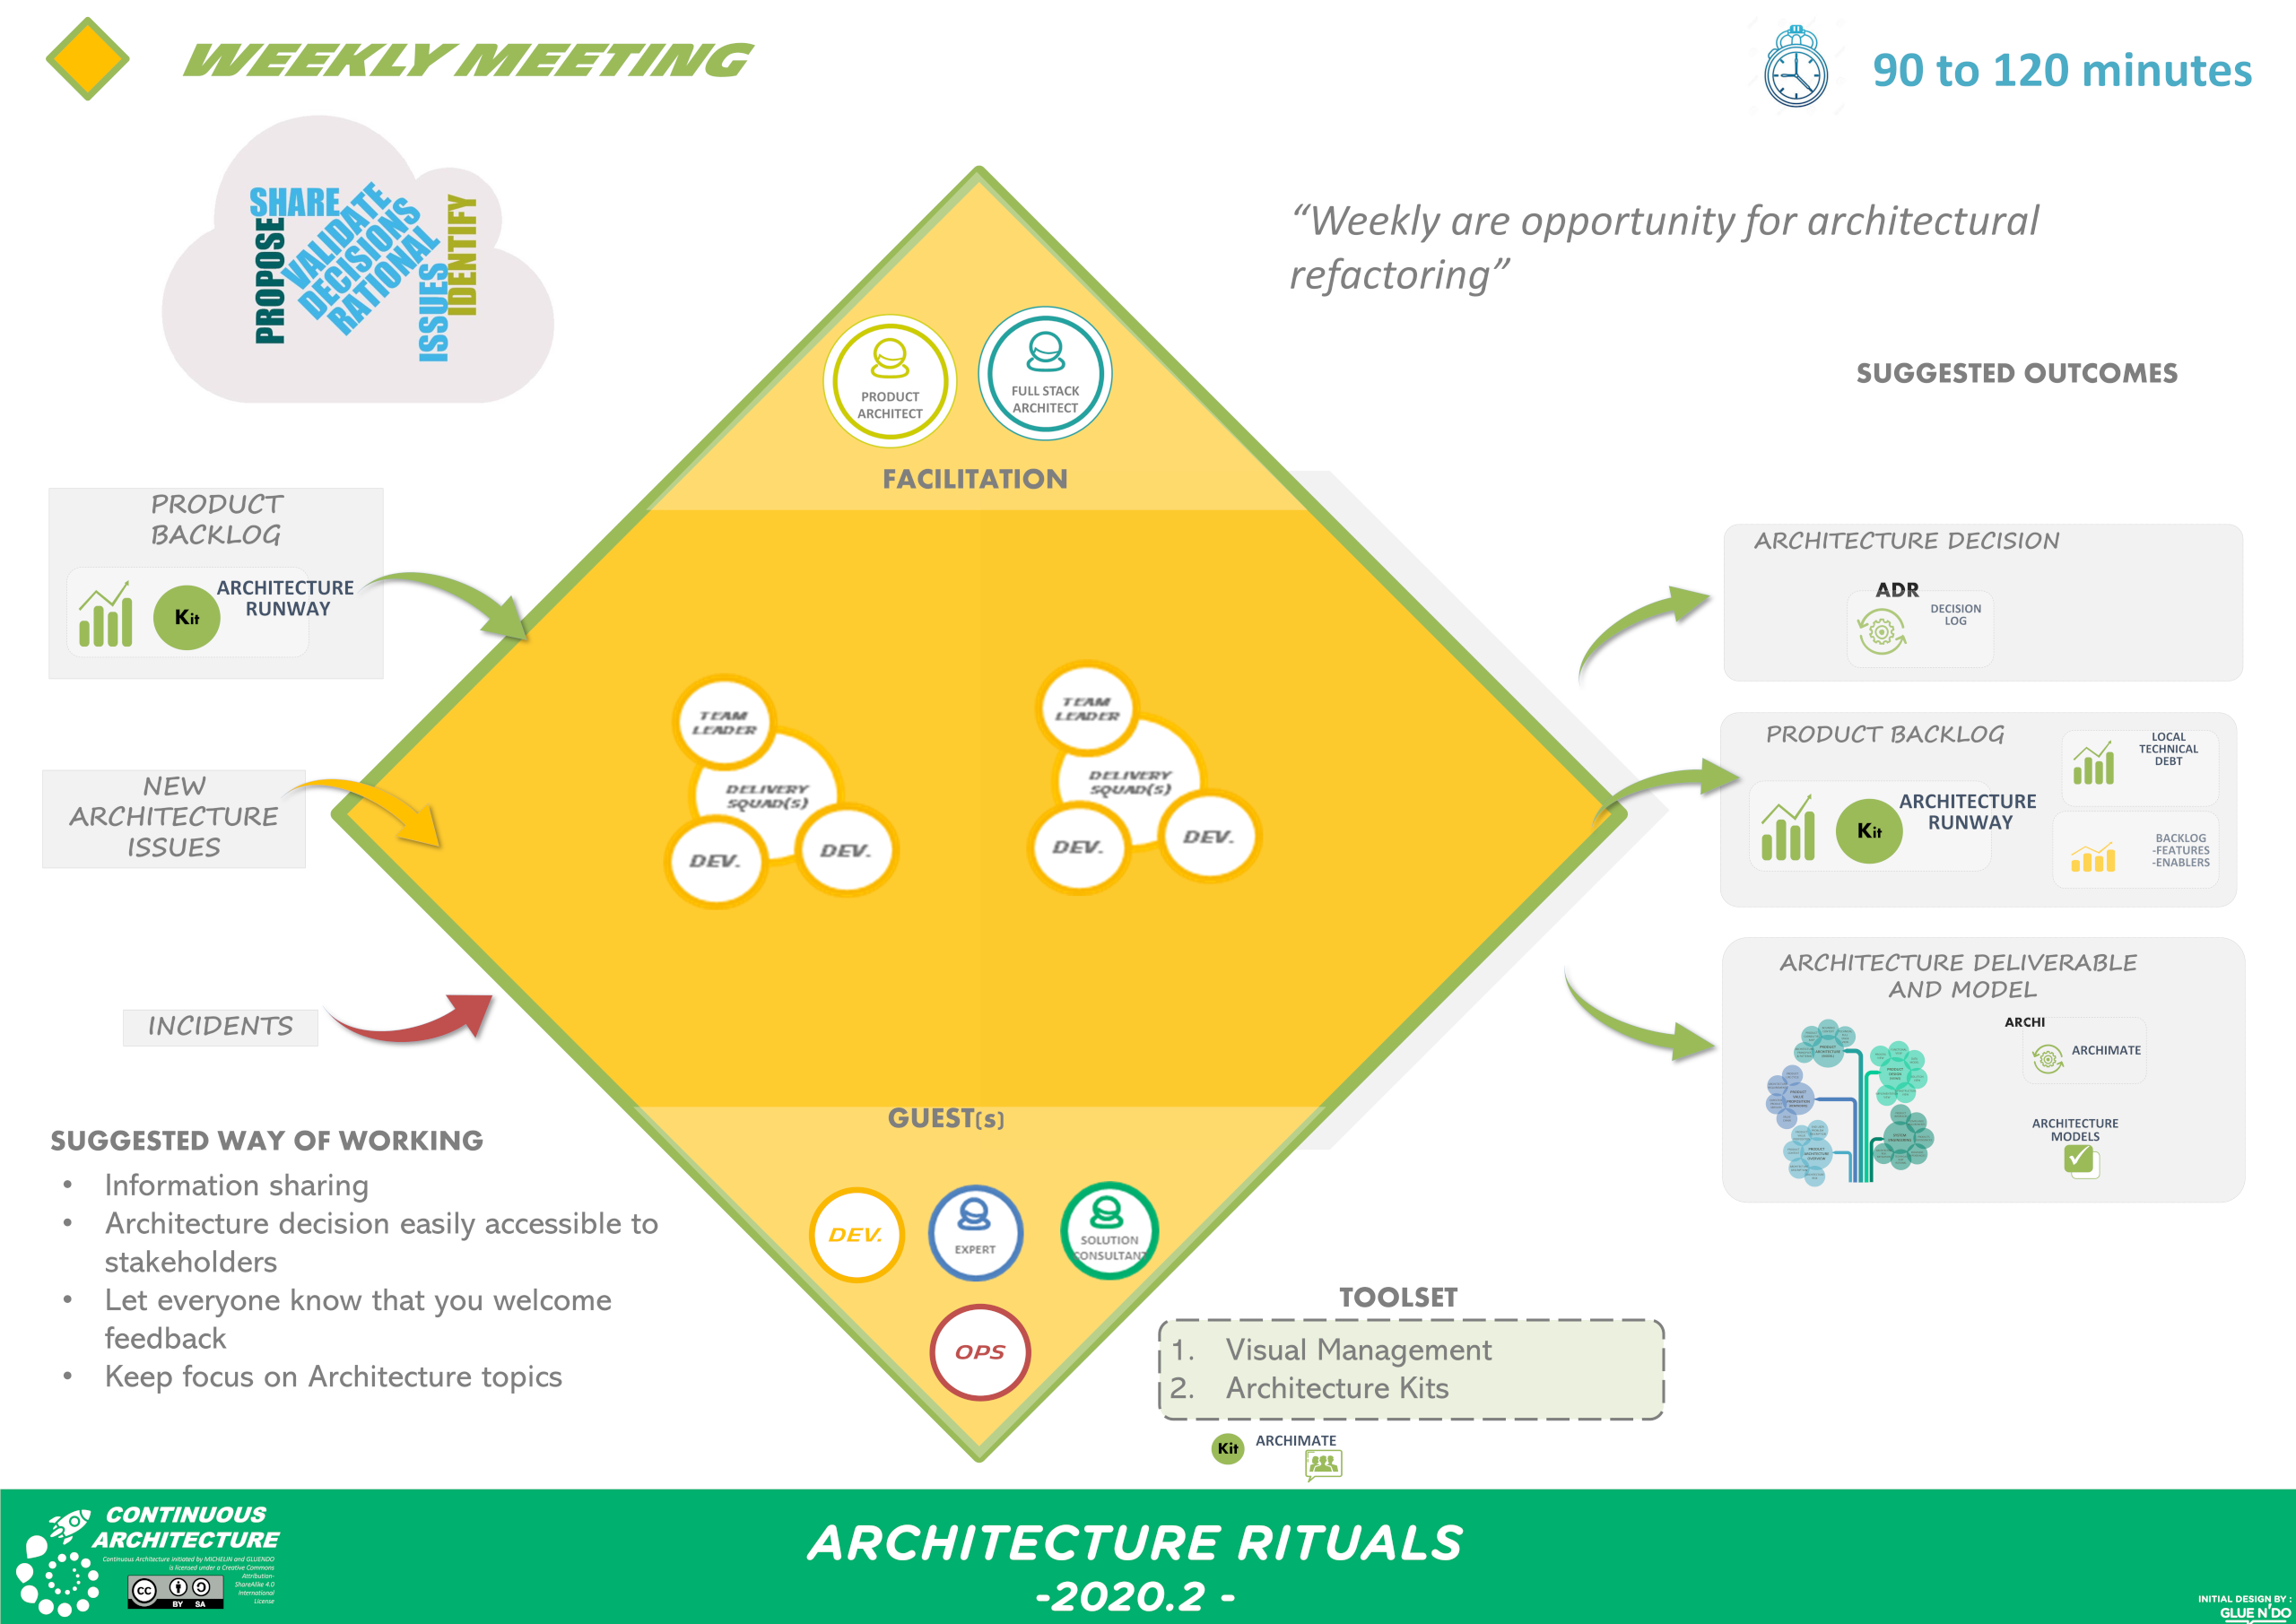 WEEKLY MEETING
90 to 120 minutes
SHARE
PROPOSE
VALIDATE
DECISIONS
RATIONAL
ISSUES
IDENTIFY
“Weekly are opportunity for architectural
refactoring”
PRODUCT
ARCHITECT
FULL STACK
ARCHITECT
FACILITATION
SUGGESTED OUTCOMES
PRODUCT
BACKLOG
Kit
ARCHITECTURE
RUNWAY
NEW
ARCHITECTURE
ISSUES
INCIDENTS
TEAM
LEADER
DELIVERY
SQUAD(S)
DEV.
DEV.
TEAM
LEADER
DELIVERY
SQUAD(S)
DEV.
DEV.
ARCHITECTURE DECISION
ADR
DECISION
LOG
PRODUCT BACKLOG
Kit
ARCHITECTURE
RUNWAY
LOCAL
TECHNICAL
DEBT
BACKLOG
-FEATURES
-ENABLERS
ARCHITECTURE DELIVERABLE
AND MODEL
ARCHI
ARCHIMATE
ARCHITECTURE
MODELS
SUGGESTED WAY OF WORKING
• Information sharing
• Architecture decision easily accessible to
stakeholders
• Let everyone know that you welcome
feedback
• Keep focus on Architecture topics
GUEST(s)
DEV.
EXPERT
SOLUTION
CONSULTANT
OPS
TOOLSET
1. Visual Management
2. Architecture Kits
Kit
ARCHIMATE
CONTINUOUS
ARCHITECTURE
Continuous Architecture initiated by MICHELIN and GLUENDO
is licensed under a Creative Commons
Attribution-
ShareAlike 4.0
International
License
CC
BY SA
ARCHITECTURE RITUALS
-2020.2 -
INITIAL DESIGN BY :
GLUE N'DO